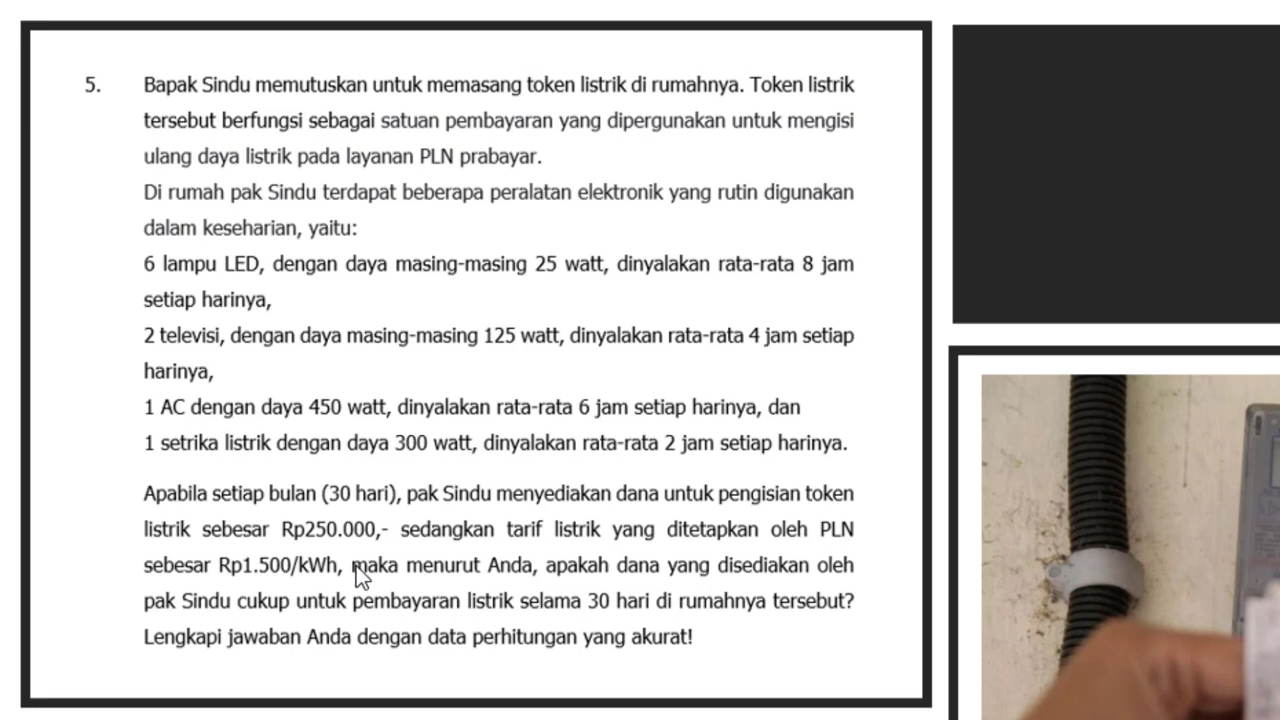 5. Bapak Sindu memutuskan untuk memasang token listrik di rumahnya. Token listrik
tersebut berfungsi sebagai satuan pembayaran yang dipergunakan untuk mengisi
ulang daya listrik pada layanan PLN prabayar.
Di rumah pak Sindu terdapat beberapa peralatan elektronik yang rutin digunakan
dalam keseharian, yaitu:
6 lampu LED, dengan daya masing-masing 25 watt, dinyalakan rata-rata 8 jam
setiap harinya,
2 televisi, dengan daya masing-masing 125 watt, dinyalakan rata-rata 4 jam setiap
harinya,
1 AC dengan daya 450 watt, dinyalakan rata-rata 6 jam setiap harinya, dan
1 setrika listrik dengan daya 300 watt, dinyalakan rata-rata 2 jam setiap harinya.
Apabila setiap bulan (30 hari), pak Sindu menyediakan dana untuk pengisian token
listrik sebesar Rp250.000,- sedangkan tarif listrik yang ditetapkan oleh PLN
sebesar Rp1.500/kWh, maka menurut Anda, apakah dana yang disediakan oleh
pak Sindu cukup untuk pembayaran listrik selama 30 hari di rumahnya tersebut?
Lengkapi jawaban Anda dengan data perhitungan yang akurat!